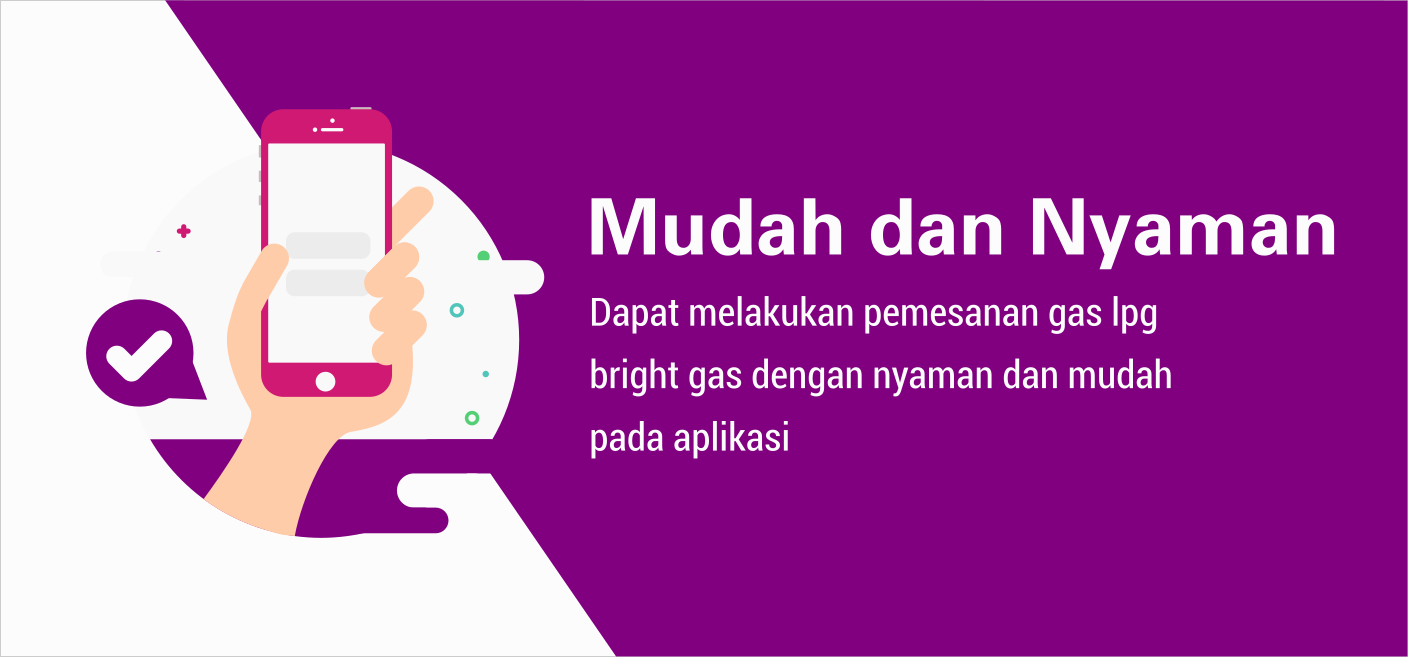 Mudah dan Nyaman
Dapat melakukan pemesanan gas lpg
bright gas dengan nyaman dan mudah
pada aplikasi